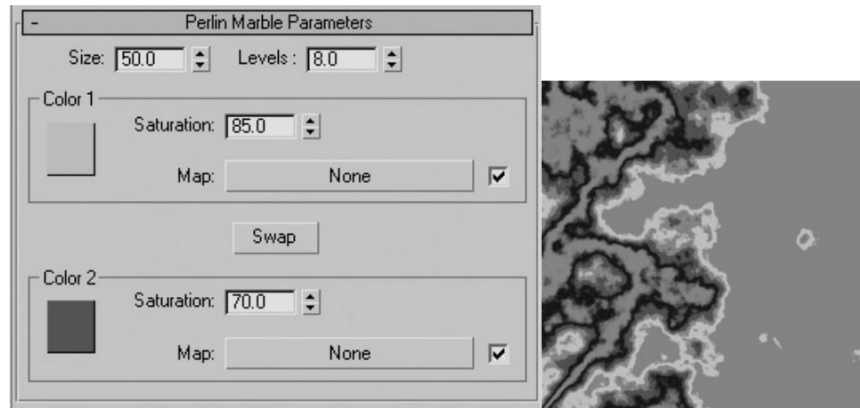 - Perlin Marble Parameters
Size: 50.0 Levels : 8.0
Color 1
Saturation: 85.0
Map: None
Swap
Color 2
Saturation: 70.0
Map: None